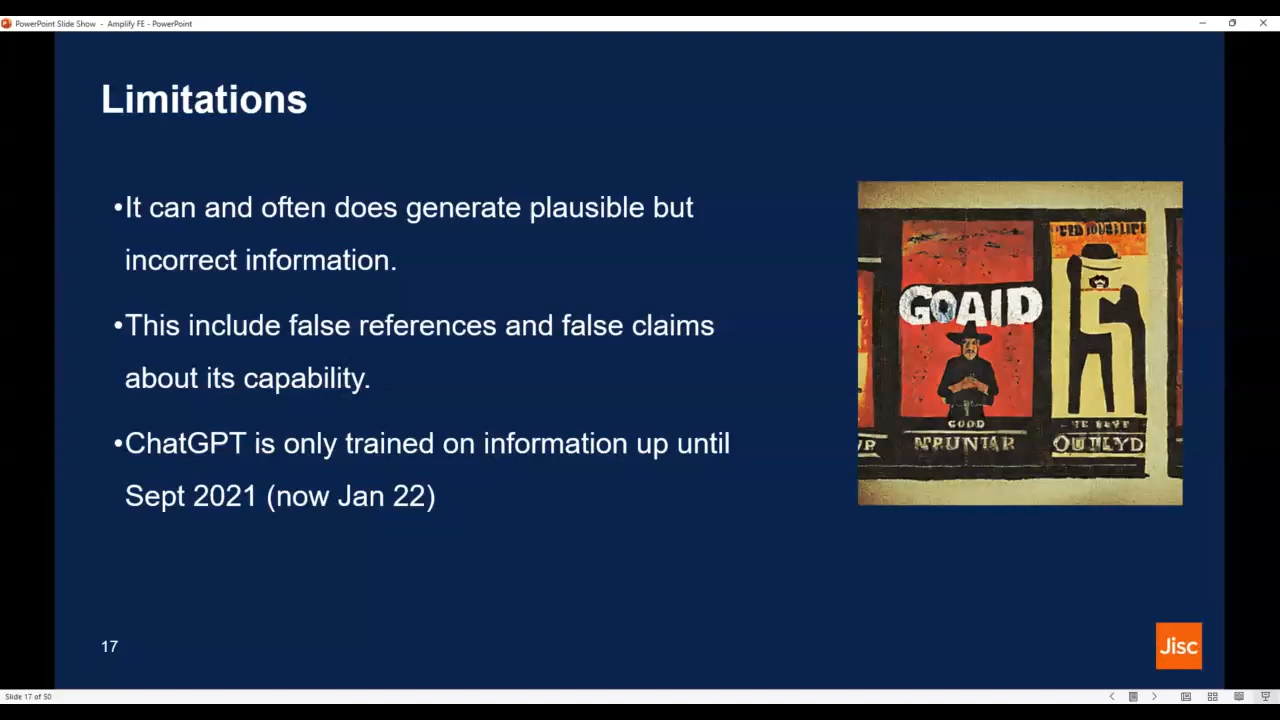 PowerPoint Slide Show - Amplify FE - PowerPoint
Limitations
•It can and often does generate plausible but
incorrect information.
•This include false references and false claims
about its capability.
•ChatGPT is only trained on information up until
Sept 2021 (now Jan 22)
GOAID
GOOD
OUTLYD
17
Jisc
Slide 17 of 50